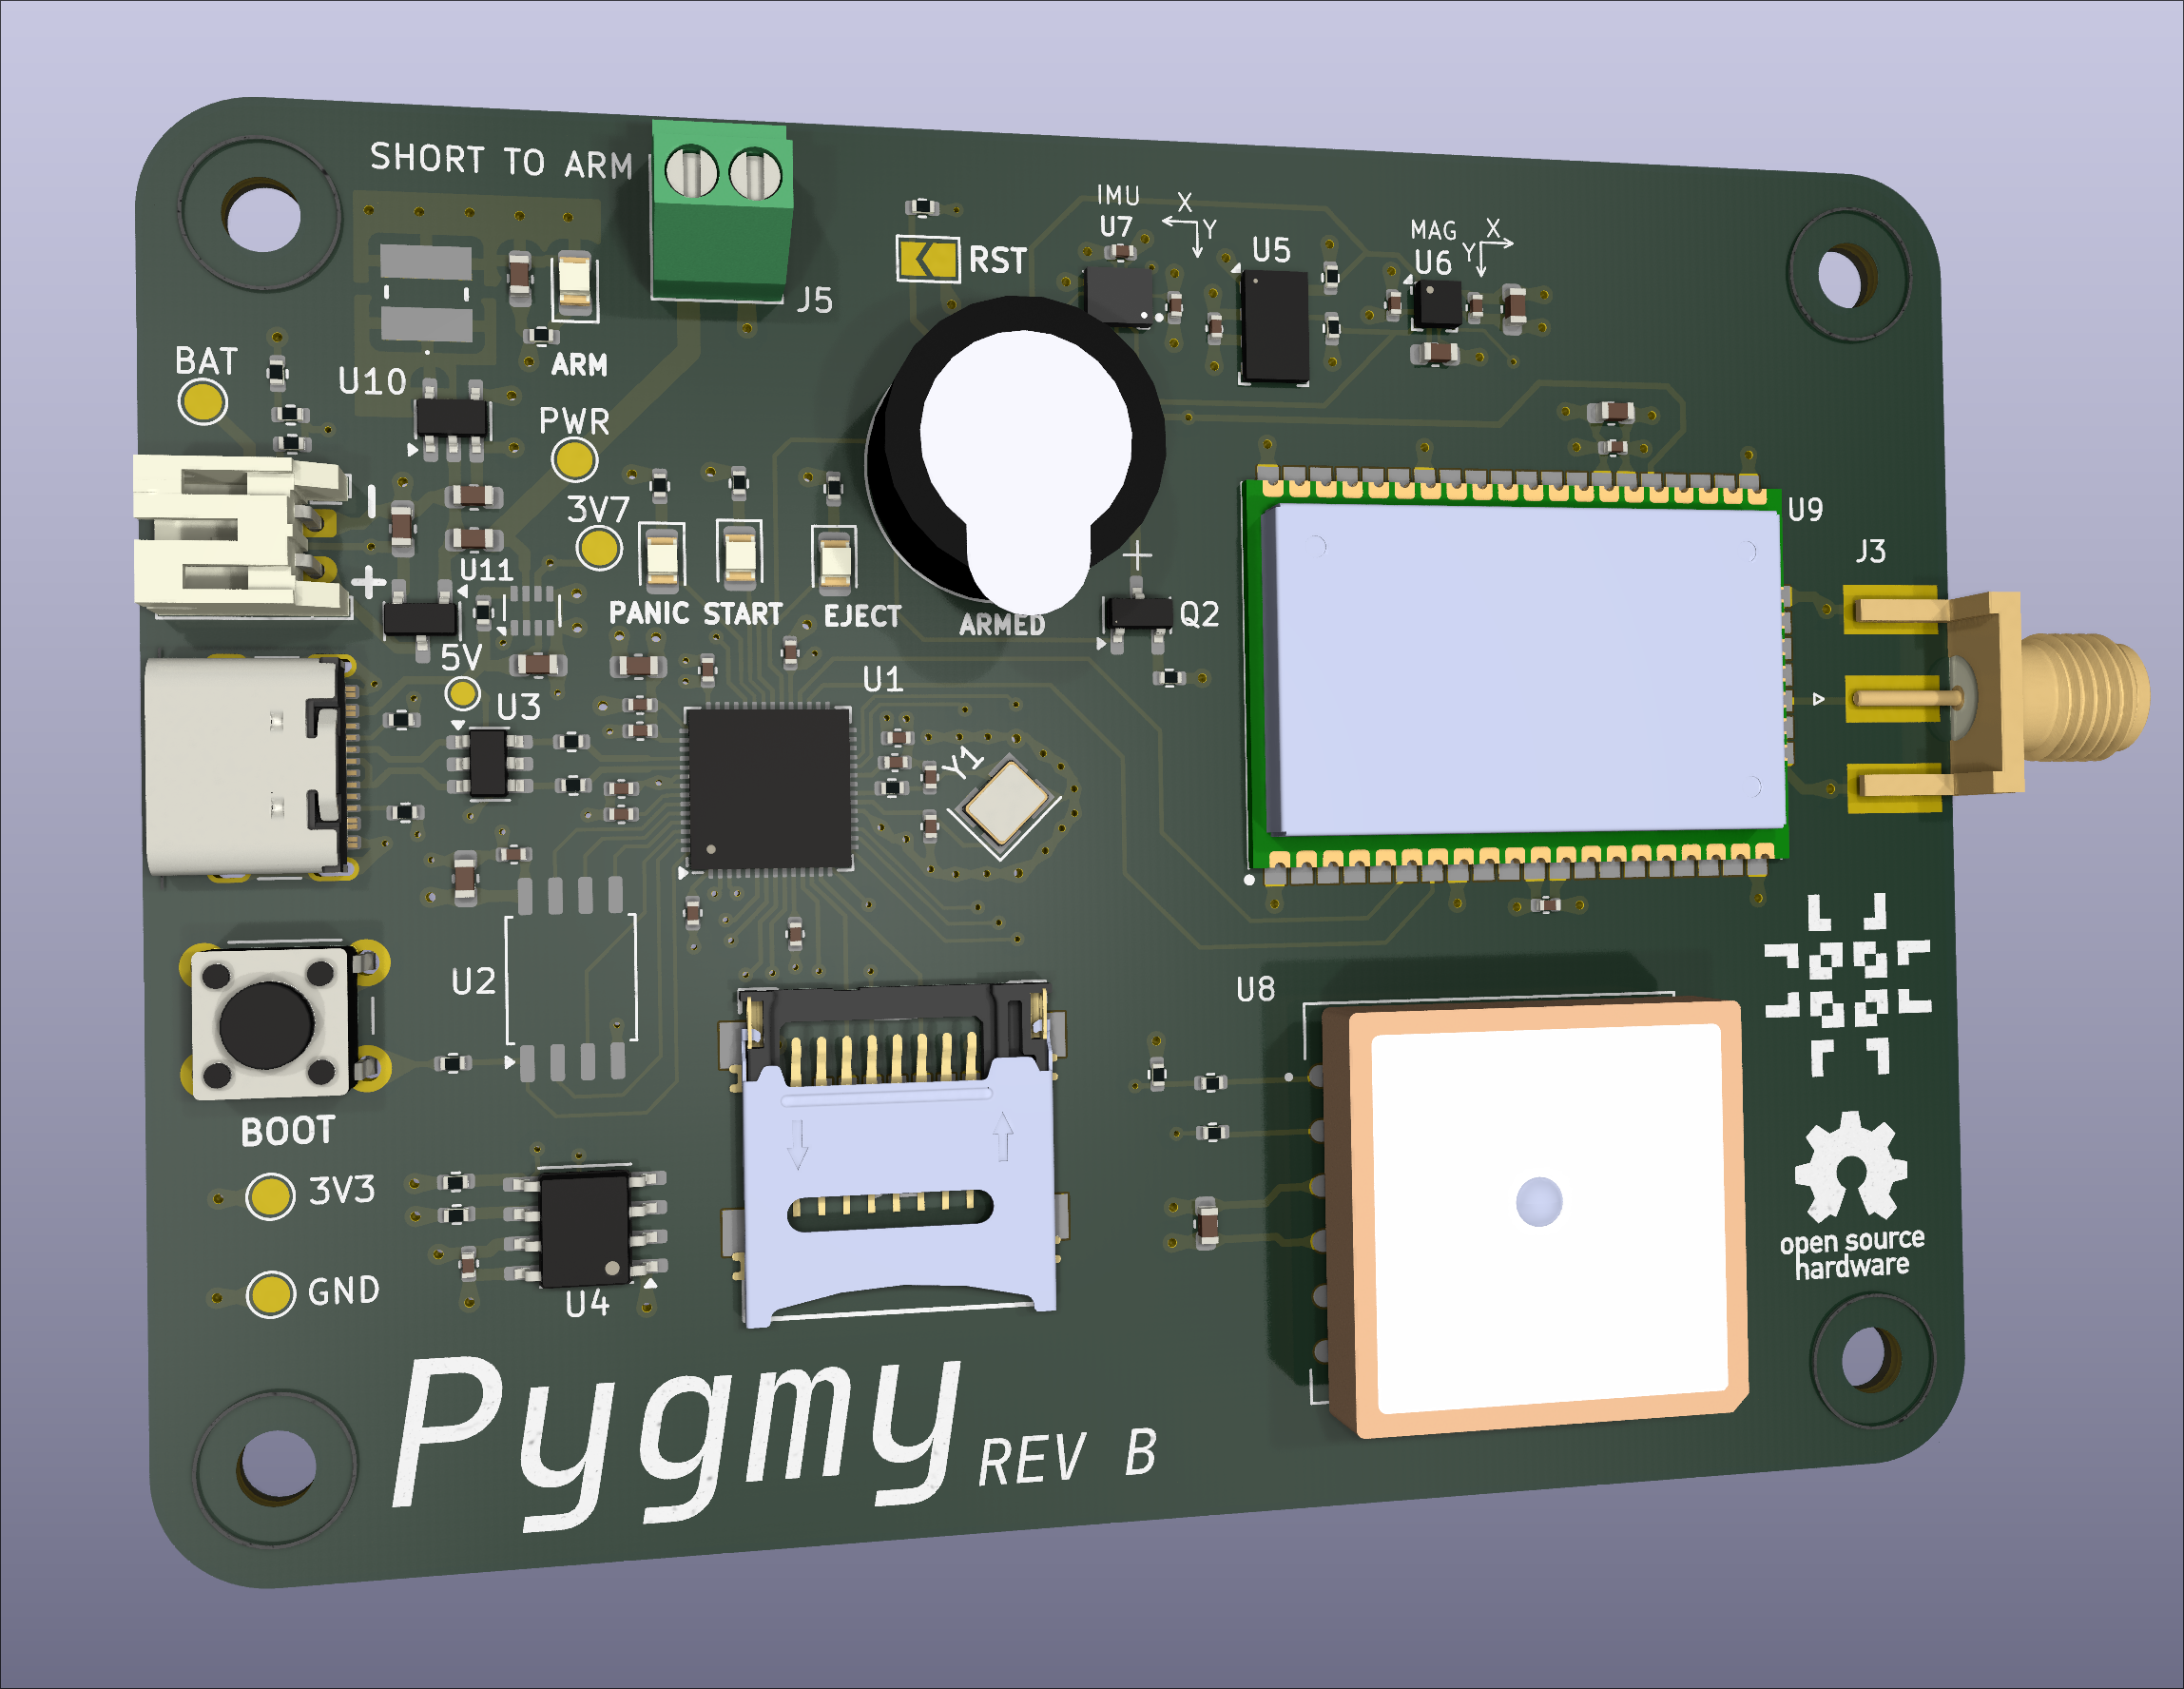 SHORT TO ARM
J5
RST
IMU
U7
X
Y
U5
MAG
U6
X
Y
BAT
U10
ARM
PWR
3V7
U9
J3
−
+
U11
PANIC
START
EJECT
ARMED
+
Q2
5V
U3
U1
Y1
U2
U8
BOOT
3V3
GND
U4
open source
hardware
Pygmy REV B